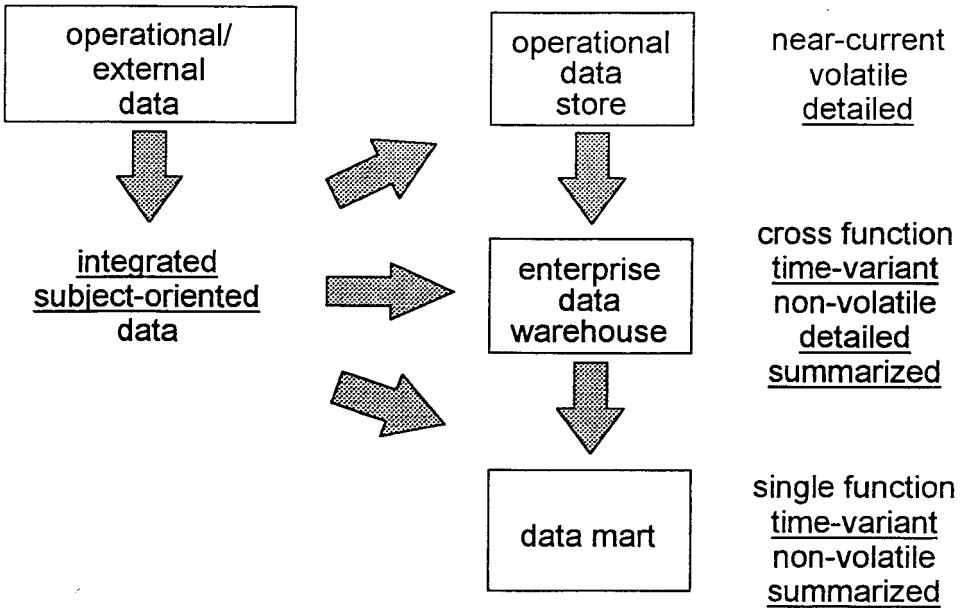 operational/
external
data
integrated
subject-oriented
data
operational
data
store
near-current
volatile
detailed
enterprise
data
warehouse
cross function
time-variant
non-volatile
detailed
summarized
data mart
single function
time-variant
non-volatile
summarized